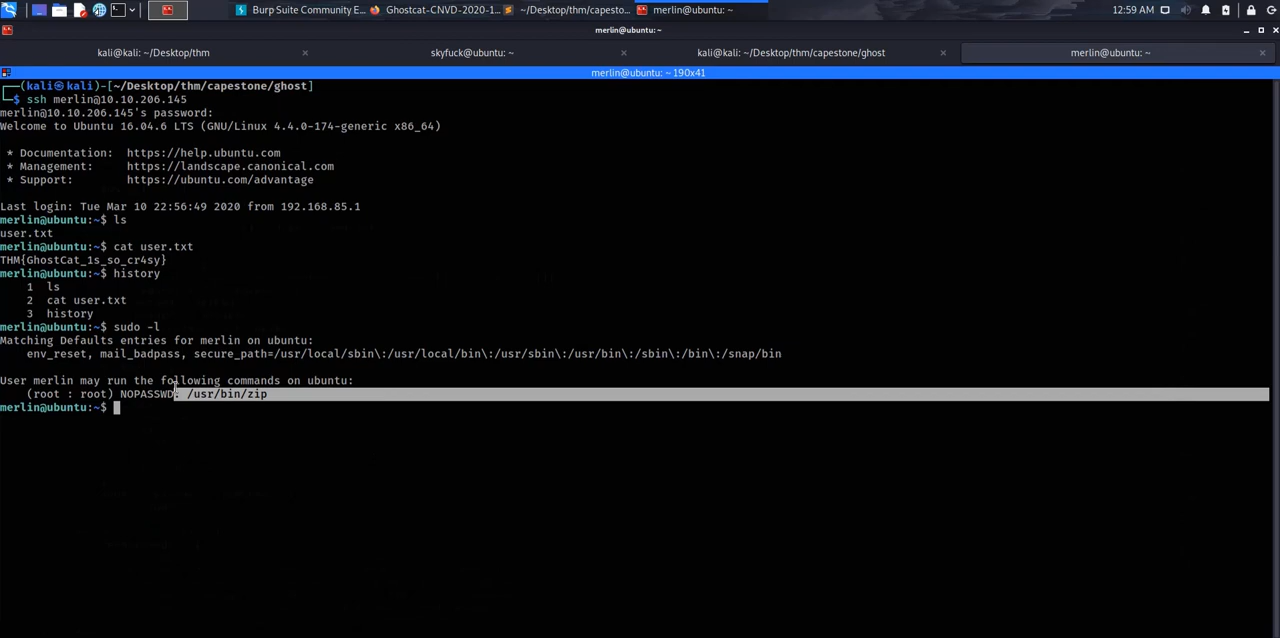 Burp Suite Community E...
Ghostcat-CNVD-2020-1...
~/Desktop/thm/capesto...
merlin@ubuntu: ~
12:59 AM
merlin@ubuntu: ~
kali@kali: ~/Desktop/thm
skyfuck@ubuntu: ~
kali@kali: ~/Desktop/thm/capestone/ghost
merlin@ubuntu: ~
merlin@ubuntu: ~ 190x41
┌──(kali㉿kali)-[~/Desktop/thm/capestone/ghost]
└─$ ssh merlin@10.10.206.145
merlin@10.10.206.145's password:
Welcome to Ubuntu 16.04.6 LTS (GNU/Linux 4.4.0-174-generic x86_64)
* Documentation:  https://help.ubuntu.com
* Management:     https://landscape.canonical.com
* Support:        https://ubuntu.com/advantage
Last login: Tue Mar 10 22:56:49 2020 from 192.168.85.1
merlin@ubuntu:~$ ls
user.txt
merlin@ubuntu:~$ cat user.txt
THM{GhostCat_1s_so_cr4sy}
merlin@ubuntu:~$ history
1  ls
2  cat user.txt
3  history
merlin@ubuntu:~$ sudo -l
Matching Defaults entries for merlin on ubuntu:
env_reset, mail_badpass, secure_path=/usr/local/sbin\:/usr/local/bin\:/usr/sbin\:/usr/bin\:/sbin\:/bin\:/snap/bin
User merlin may run the following commands on ubuntu:
(root : root) NOPASSWD: /usr/bin/zip
merlin@ubuntu:~$